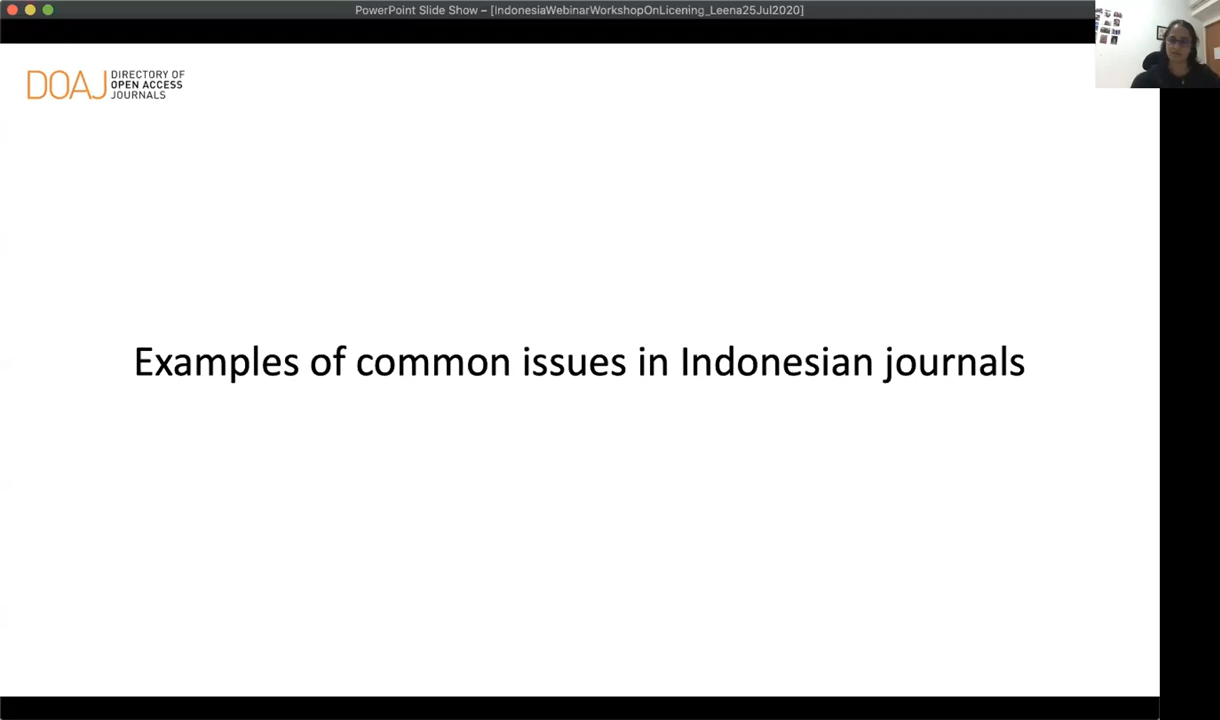 PowerPoint Slide Show – [IndonesiaWebinarWorkshopOnLicening_Leena25Jul2020]
DOAJ DIRECTORY OF
OPEN ACCESS
JOURNALS
Examples of common issues in Indonesian journals